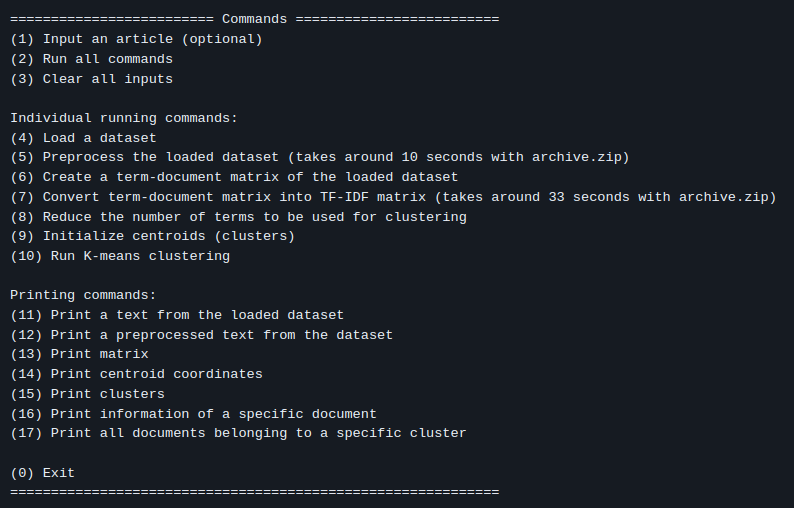 ========================= Commands =========================
(1) Input an article (optional)
(2) Run all commands
(3) Clear all inputs

Individual running commands:
(4) Load a dataset
(5) Preprocess the loaded dataset (takes around 10 seconds with archive.zip)
(6) Create a term-document matrix of the loaded dataset
(7) Convert term-document matrix into TF-IDF matrix (takes around 33 seconds with archive.zip)
(8) Reduce the number of terms to be used for clustering
(9) Initialize centroids (clusters)
(10) Run K-means clustering

Printing commands:
(11) Print a text from the loaded dataset
(12) Print a preprocessed text from the dataset
(13) Print matrix
(14) Print centroid coordinates
(15) Print clusters
(16) Print information of a specific document
(17) Print all documents belonging to a specific cluster

(0) Exit
============================================================